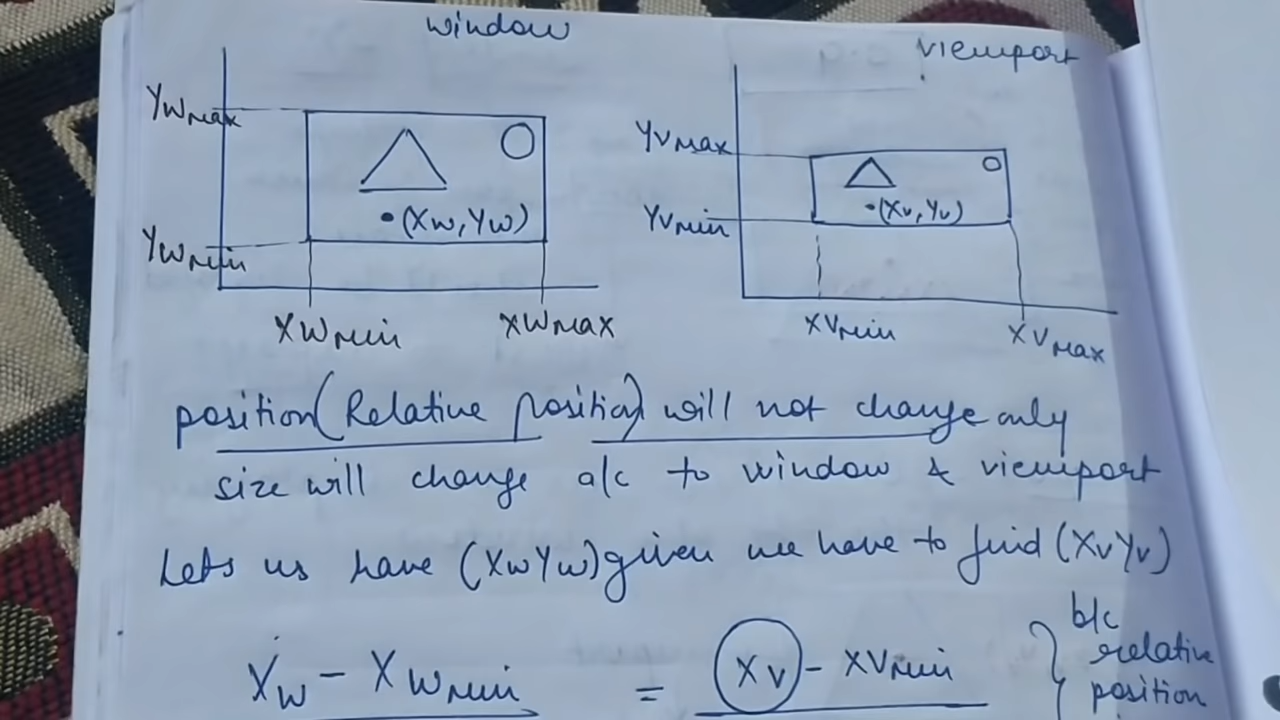 window
viewport
YWmax
YWmin
XWmin
XWmax
•(Xw,Yw)
YVmax
YVmin
XVmin
XVmax
•(Xv,Yv)
position(Relative position) will not change only
size will change a/c to window & viewport
Lets us have (XwYw)given we have to find (XvYv)
Xw - XWmin = Xv - XVmin
b/c
relative
position